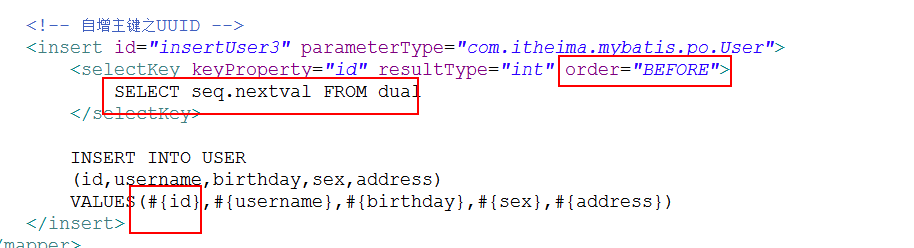 <!-- 自增主键之UUID -->
<insert id="insertUser3" parameterType="com.itheima.mybatis.po.User">
<selectKey keyProperty="id" resultType="int" order="BEFORE">
SELECT seq.nextval FROM dual
</selectKey>
INSERT INTO USER
(id,username,birthday,sex,address)
VALUES(#{id},#{username},#{birthday},#{sex},#{address})
</insert>
/mapper>